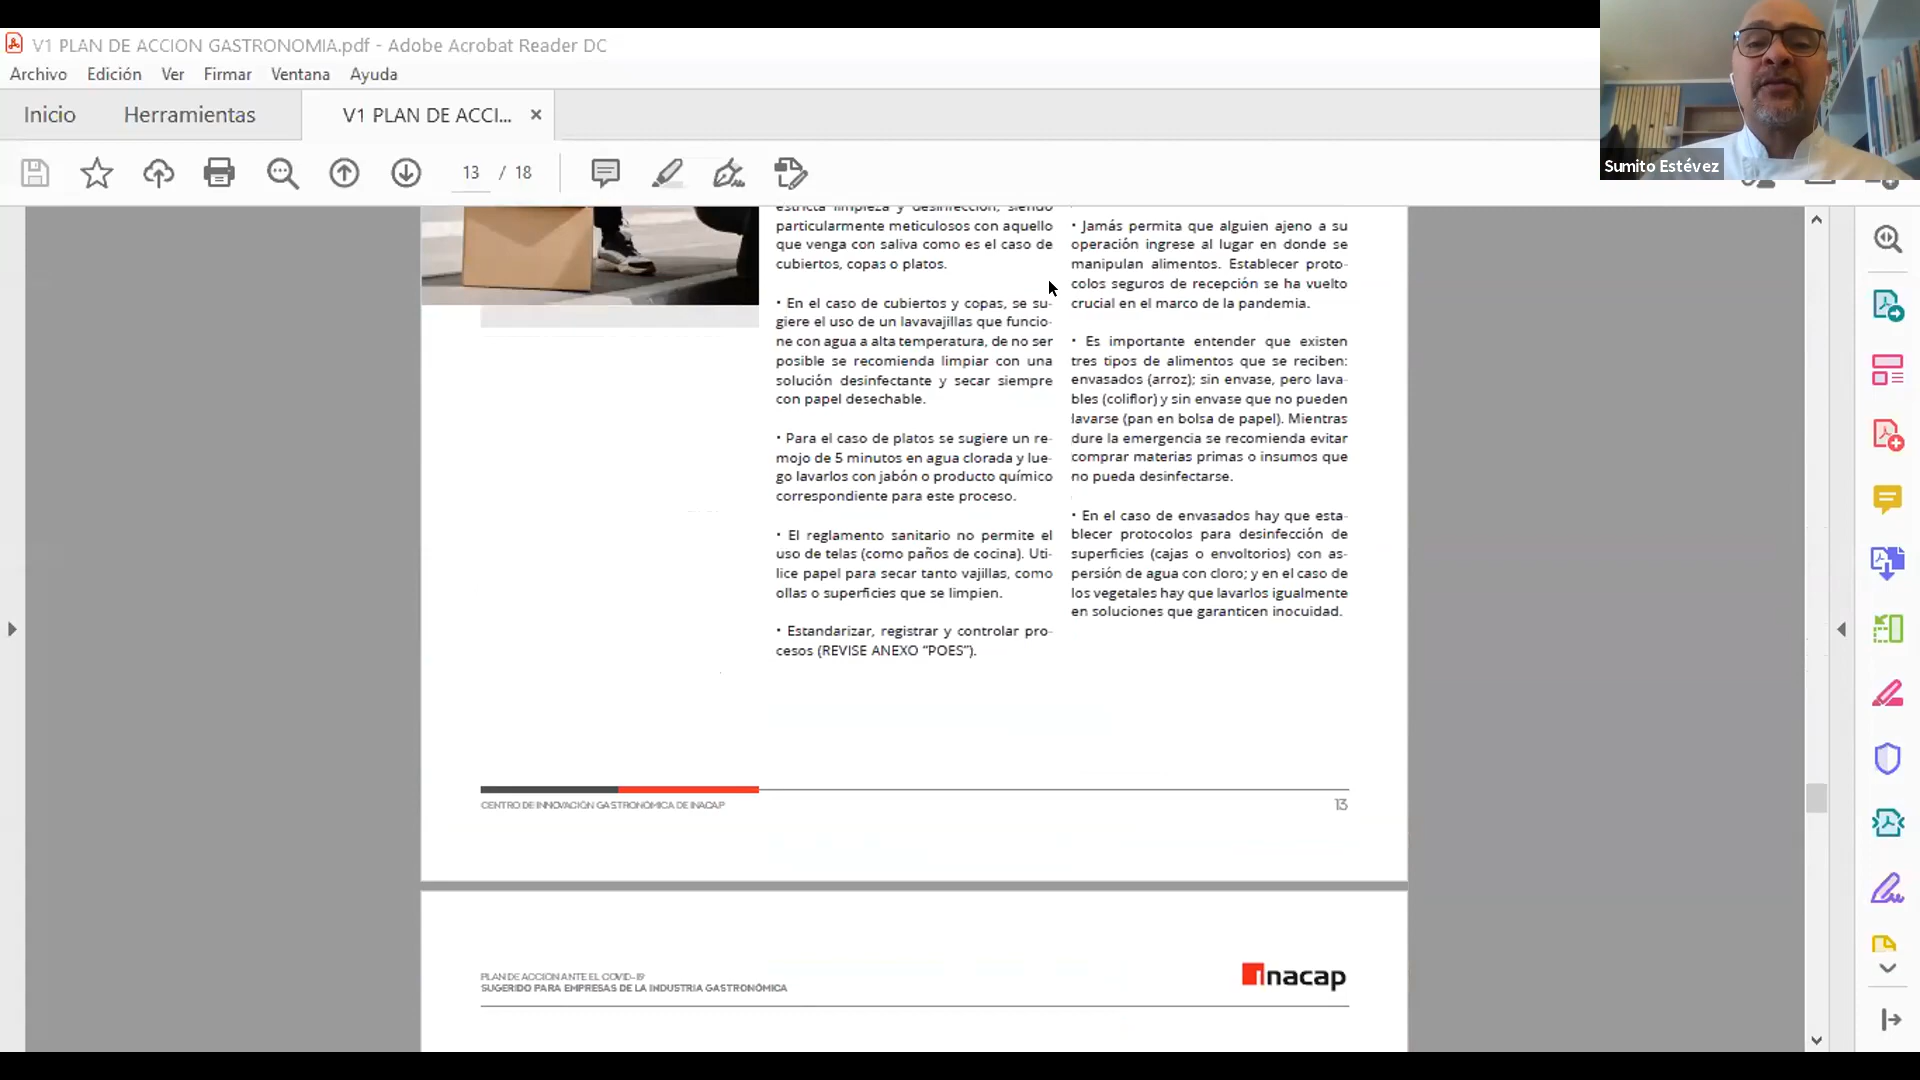 V1 PLAN DE ACCION GASTRONOMIA.pdf - Adobe Acrobat Reader DC
Archivo Edición Ver Firmar Ventana Ayuda
Inicio Herramientas V1 PLAN DE ACCI... ×
13 / 18
Sumito Estévez
estricta limpieza y desinfección, siendo
particularmente meticulosos con aquello
que venga con saliva como es el caso de
cubiertos, copas o platos.
• En el caso de cubiertos y copas, se su-
giere el uso de un lavavajillas que funcio-
ne con agua a alta temperatura, de no ser
posible se recomienda limpiar con una
solución desinfectante y secar siempre
con papel desechable.
• Para el caso de platos se sugiere un re-
mojo de 5 minutos en agua clorada y lue-
go lavarlos con jabón o producto químico
correspondiente para este proceso.
• El reglamento sanitario no permite el
uso de telas (como paños de cocina). Uti-
lice papel para secar tanto vajillas, como
ollas o superficies que se limpien.
• Estandarizar, registrar y controlar pro-
cesos (REVISE ANEXO “POES”).
• Jamás permita que alguien ajeno a su
operación ingrese al lugar en donde se
manipulan alimentos. Establecer proto-
colos seguros de recepción se ha vuelto
crucial en el marco de la pandemia.
• Es importante entender que existen
tres tipos de alimentos que se reciben:
envasados (arroz); sin envase, pero lava-
bles (coliflor) y sin envase que no pueden
lavarse (pan en bolsa de papel). Mientras
dure la emergencia se recomienda evitar
comprar materias primas o insumos que
no pueda desinfectarse.
• En el caso de envasados hay que esta-
blecer protocolos para desinfección de
superficies (cajas o envoltorios) con as-
persión de agua con cloro; y en el caso de
los vegetales hay que lavarlos igualmente
en soluciones que garanticen inocuidad.
CENTRO DE INNOVACIÓN GASTRONÓMICA DE INACAP
13
PLAN DE ACCION ANTE EL COVID-19
SUGERIDO PARA EMPRESAS DE LA INDUSTRIA GASTRONÓMICA
inacap